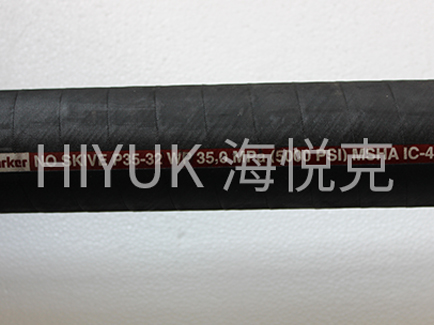 arker NO-SKIVE P35-32 WP 35,0 MPa (5000 PSI) MSHA IC-4
HIYUK 海悦克